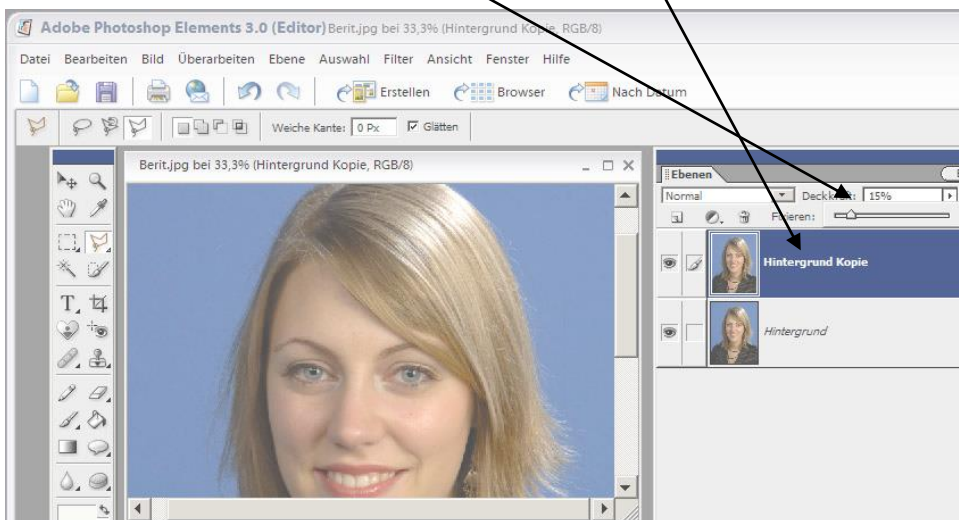 Adobe Photoshop Elements 3.0 (Editor) Berit.jpg bei 33,3% (Hintergrund Kopie, RGB/8)
Datei Bearbeiten Bild Überarbeiten Ebene Auswahl Filter Ansicht Fenster Hilfe
Erstellen Browser Nach Datum
Weiche Kante: 0 Px Glätten
Berit.jpg bei 33,3% (Hintergrund Kopie, RGB/8)
Ebenen
Normal Deckkraft: 15%
Fixieren:
Hintergrund Kopie
Hintergrund
T